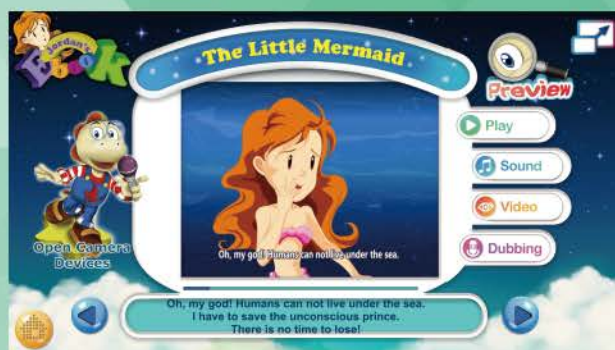 Jordan's
Ebook
The Little Mermaid
Preview
Play
Sound
Video
Dubbing
Open Camera
Devices
Oh, my god! Humans can not live under the sea.
Oh, my god! Humans can not live under the sea.
I have to save the unconscious prince.
There is no time to lose!